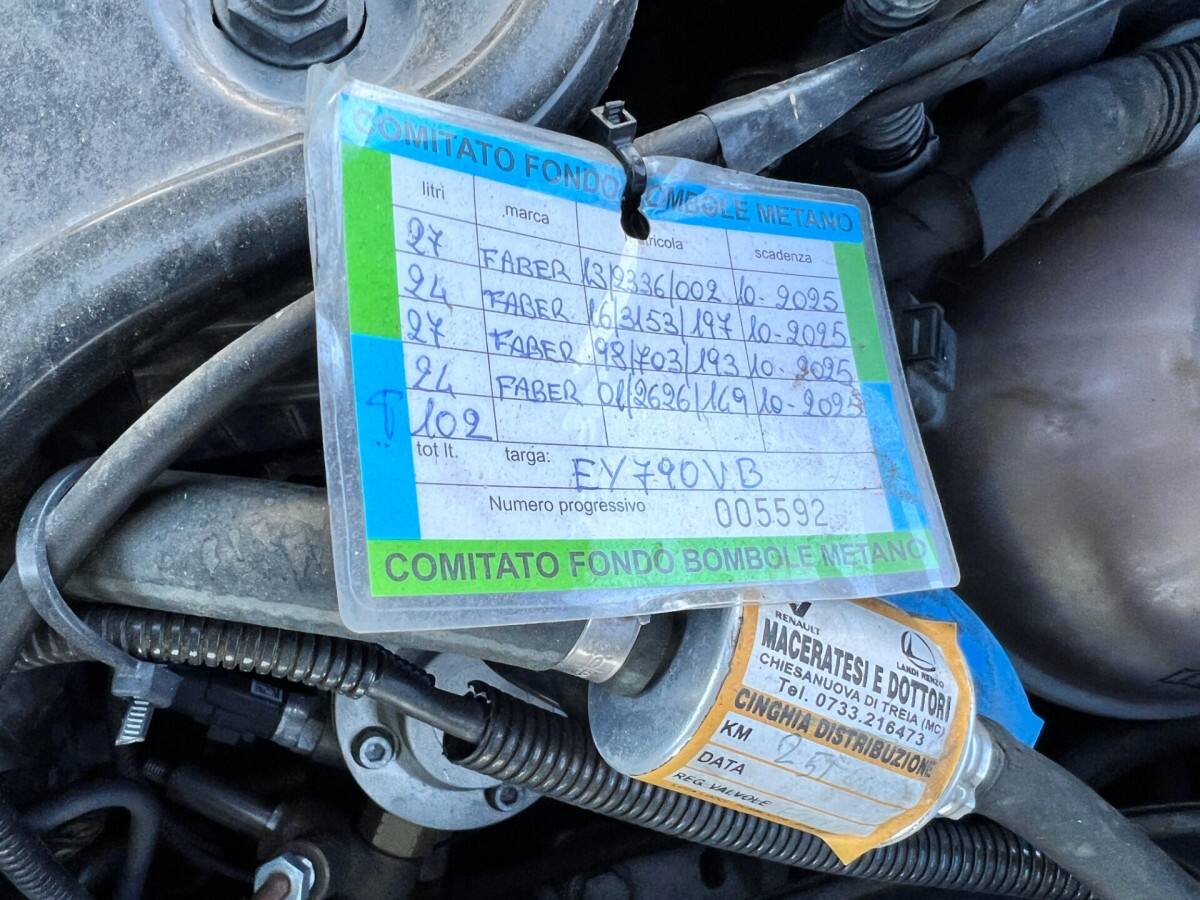 COMITATO FONDO BOMBOLE METANO
litri marca tricola scadenza
27 FABER 13/2336/002 10-2025
24 FABER 16/3153/197 10-2025
27 FABER 98/703/193 10-2025
24 FABER 01/2626/149 10-2025
102
tot lt. targa: EY790VB
Numero progressivo 005592
COMITATO FONDO BOMBOLE METANO
RENAULT
LANDI RENZO
MACERATESI E DOTTORI
CHIESANUOVA DI TREIA (MC)
Tel. 0733.216473
CINGHIA DISTRIBUZIONE
KM
DATA
REG. VALVOLE